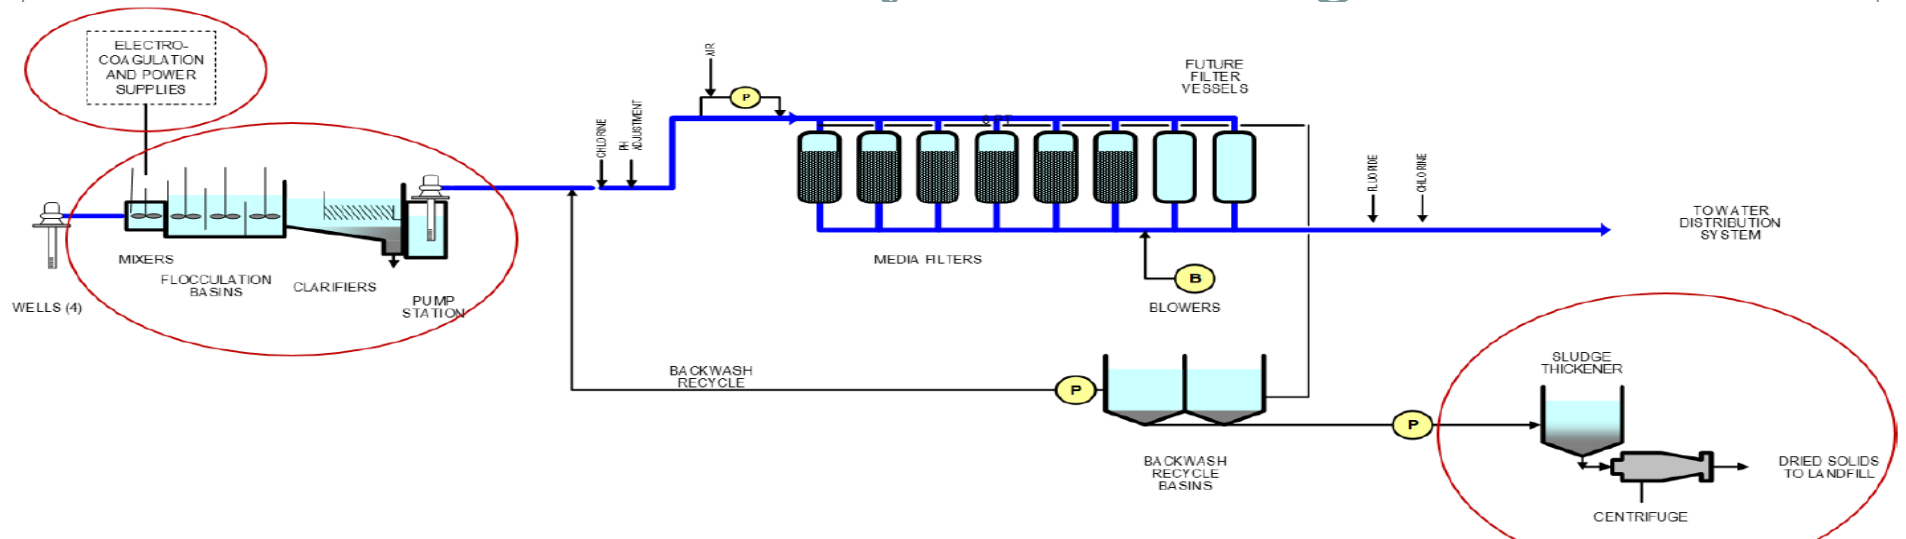 ELECTRO-
COAGULATION
AND POWER
SUPPLIES
AIR
P
FUTURE
FILTER
VESSELS
CHLORINE
PH
ADJUSTMENT
FLUORIDE
CHLORINE
TO WATER
DISTRIBUTION
SYSTEM
MIXERS
FLOCCULATION
BASINS
CLARIFIERS
PUMP
STATION
WELLS (4)
MEDIA FILTERS
B
BLOWERS
BACKWASH
RECYCLE
P
P
BACKWASH
RECYCLE
BASINS
SLUDGE
THICKENER
DRIED SOLIDS
TO LANDFILL
CENTRIFUGE